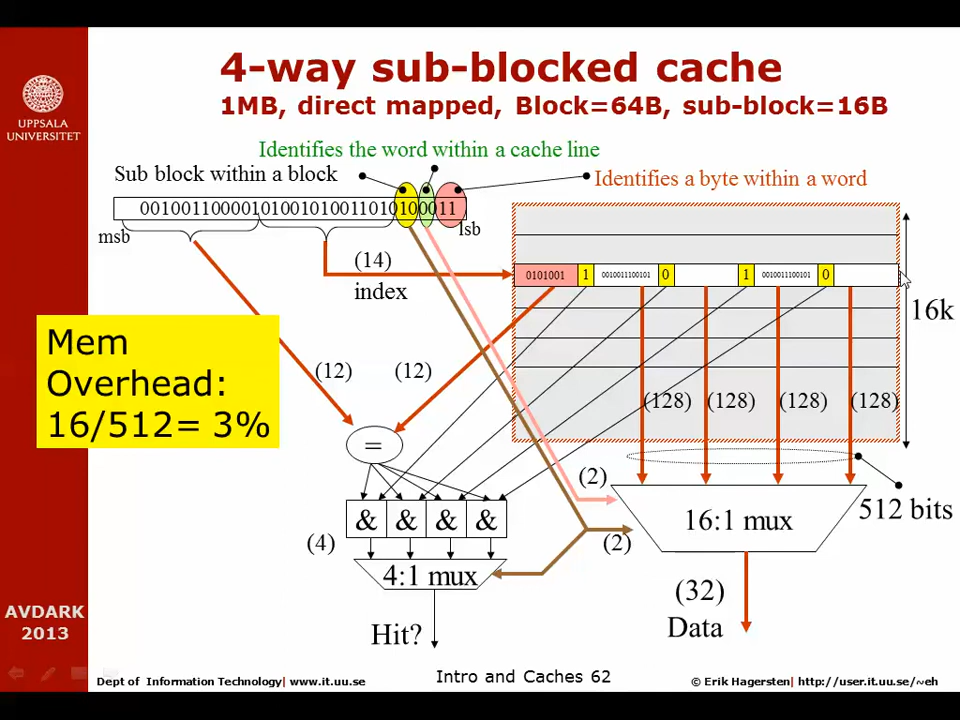 4-way sub-blocked cache
1MB, direct mapped, Block=64B, sub-block=16B
UPPSALA
UNIVERSITET
Identifies the word within a cache line
Sub block within a block
Identifies a byte within a word
00100110000101001010011010100011
msb
lsb
(14)
index
0101001 1 0010011100101 0 1 0010011100101 0
16k
Mem
Overhead:
16/512= 3%
(12) (12)
(128) (128) (128) (128)
=
(2)
512 bits
& & & &
16:1 mux
(4)
(2)
4:1 mux
(32)
Data
Hit?
AVDARK
2013
Dept of Information Technology| www.it.uu.se
Intro and Caches 62
© Erik Hagersten| http://user.it.uu.se/~eh